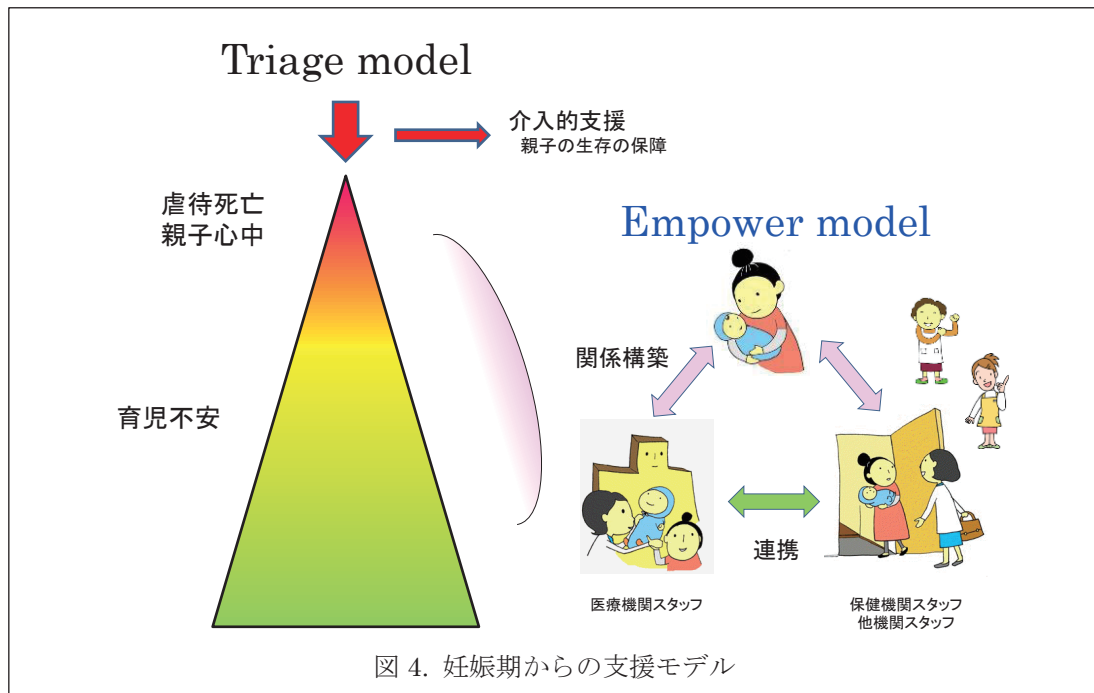 Triage model
介入的支援
親子の生存の保障
虐待死亡
親子心中
育児不安
Empower model
関係構築
連携
医療機関スタッフ
保健機関スタッフ
他機関スタッフ
図 4. 妊娠期からの支援モデル